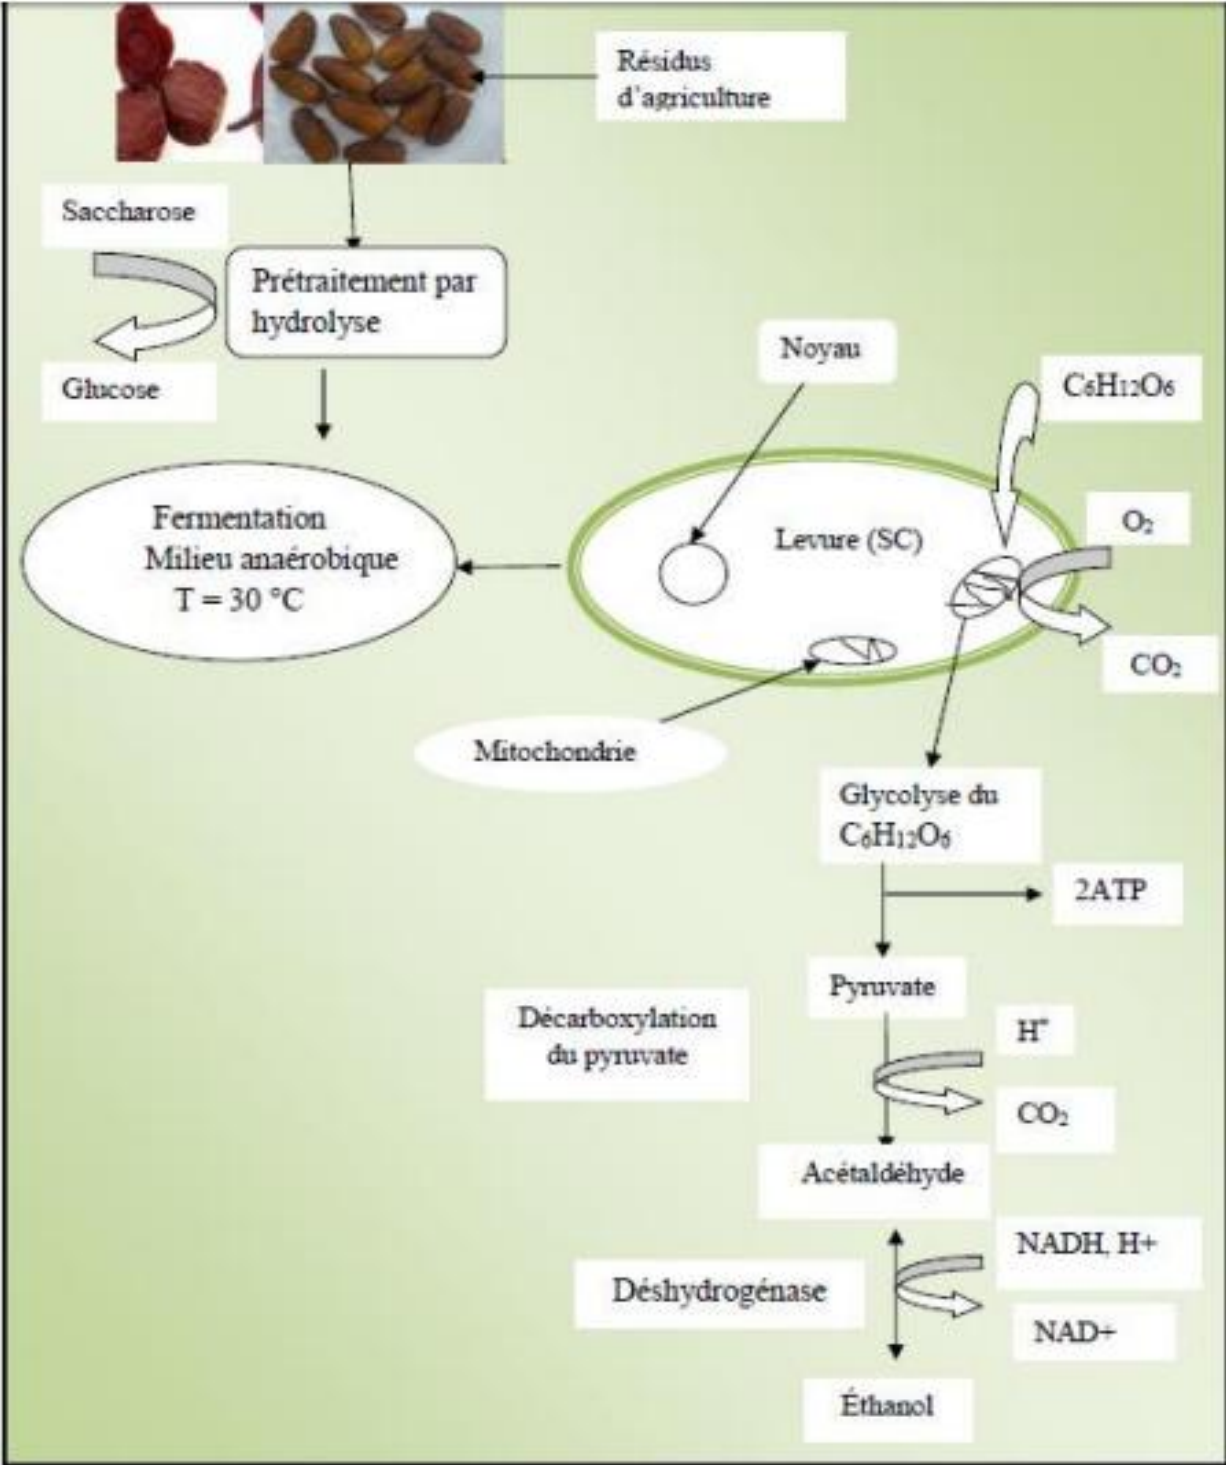 Résidus
d'agriculture
Saccharose
Prétraitement par
hydrolyse
Glucose
Noyau
C₆H₁₂O₆
Fermentation
Milieu anaérobique
T = 30 °C
Levure (SC)
O₂
CO₂
Mitochondrie
Glycolyse du
C₆H₁₂O₆
2ATP
Pyruvate
Décarboxylation
du pyruvate
H⁺
CO₂
Acétaldéhyde
NADH, H+
Déshydrogénase
NAD+
Éthanol